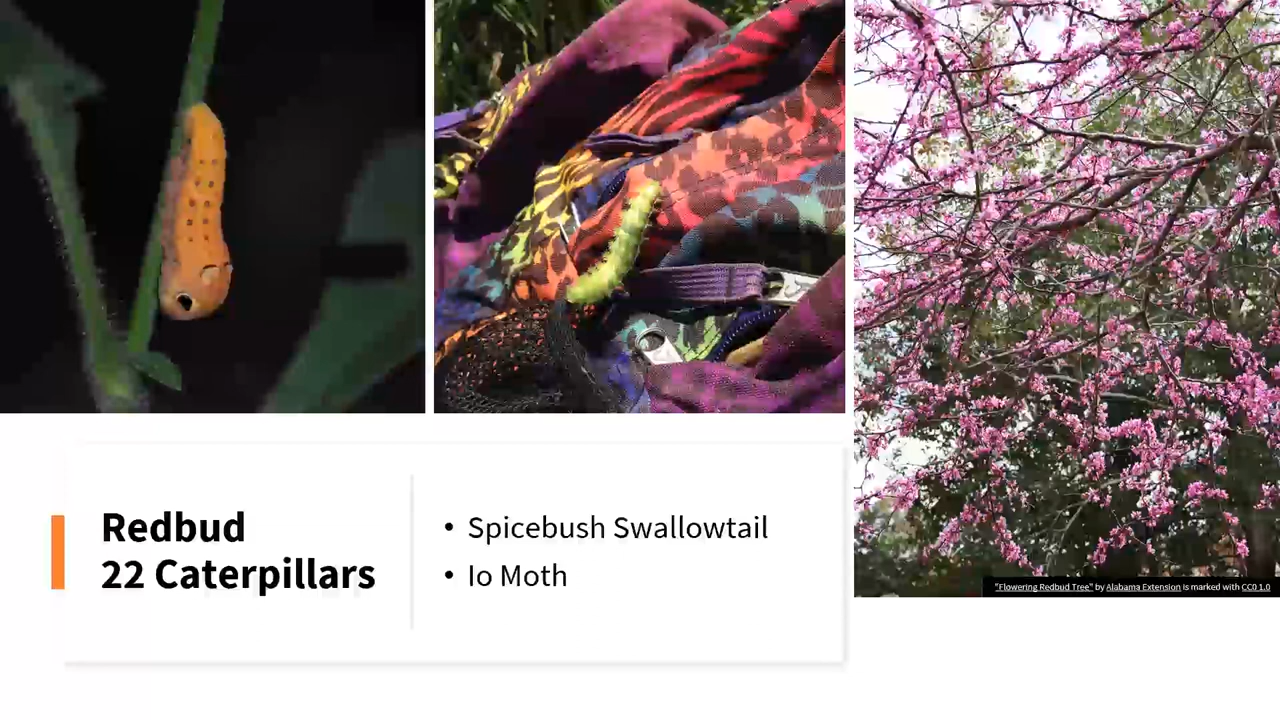 Redbud
22 Caterpillars
• Spicebush Swallowtail
• Io Moth
"Flowering Redbud Tree" by Alabama Extension is marked with CC0 1.0